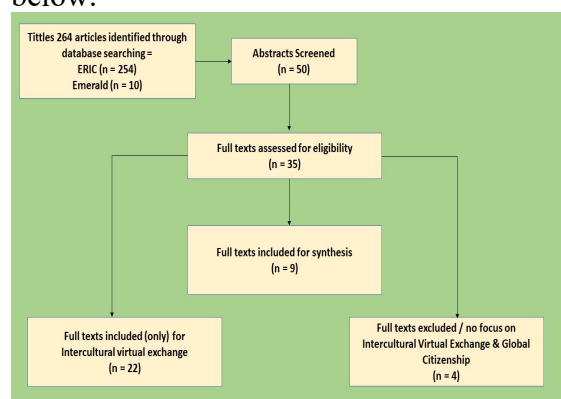 below.
Tittles 264 articles identified through
database searching =
ERIC (n = 254)
Emerald (n = 10)
Abstracts Screened
(n = 50)
Full texts assessed for eligibility
(n = 35)
Full texts included for synthesis
(n = 9)
Full texts included (only) for
Intercultural virtual exchange
(n = 22)
Full texts excluded / no focus on
Intercultural Virtual Exchange & Global
Citizenship
(n = 4)